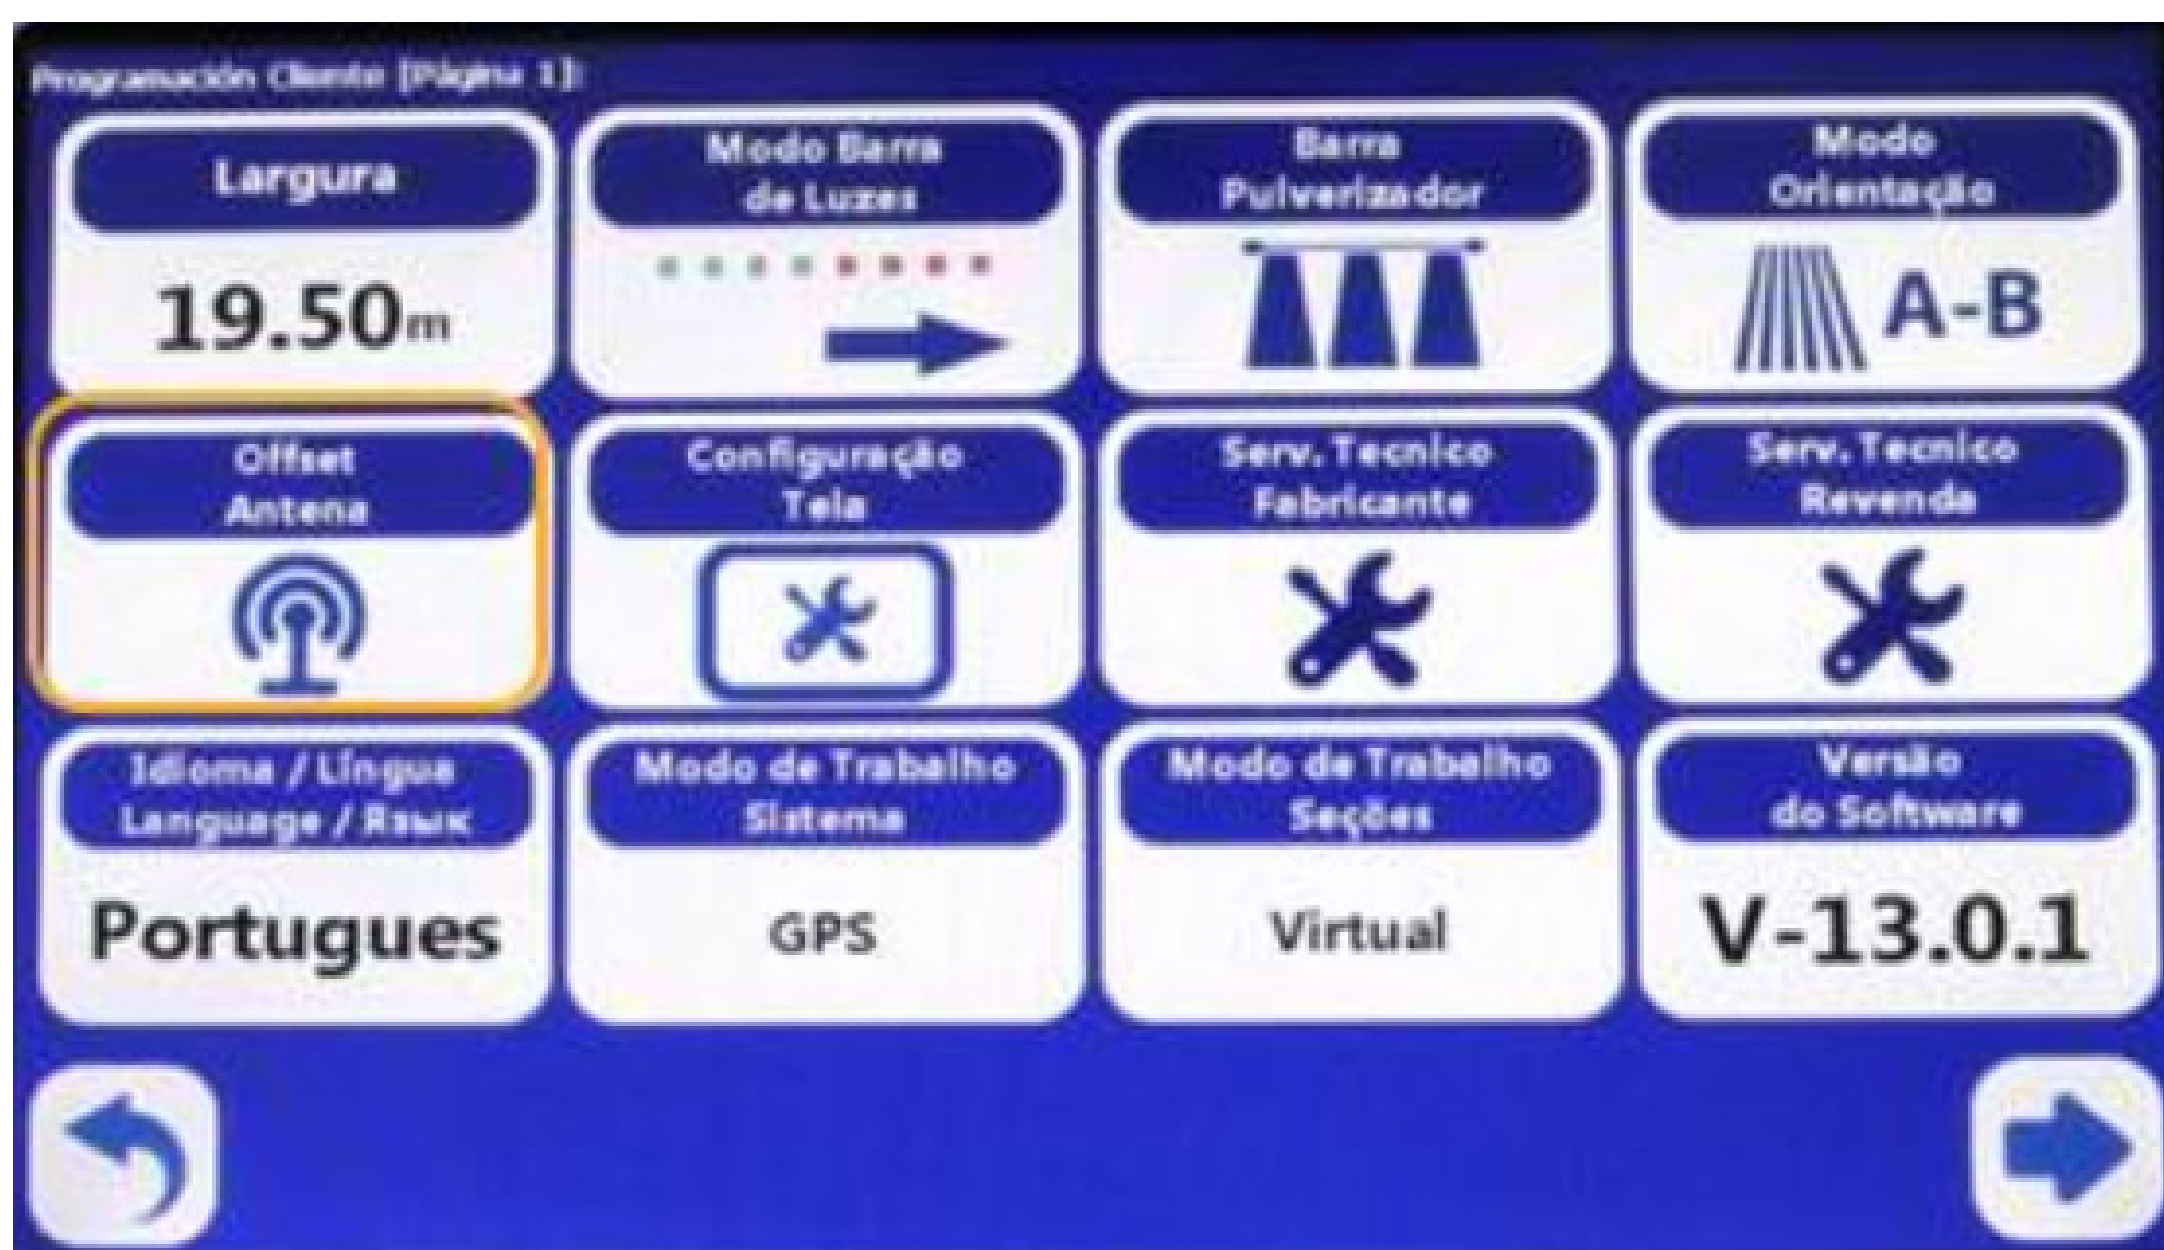 Programación Cliente [Página 1]:
Largura
19.50m
Modo Barra
de Luzes
Barra
Pulverizador
Modo
Orientação
A-B
Offset
Antena
Configuração
Tela
Serv. Tecnico
Fabricante
Serv. Tecnico
Revenda
Idioma / Língua
Language / Язык
Portugues
Modo de Trabalho
Sistema
GPS
Modo de Trabalho
Seções
Virtual
Versão
do Software
V-13.0.1